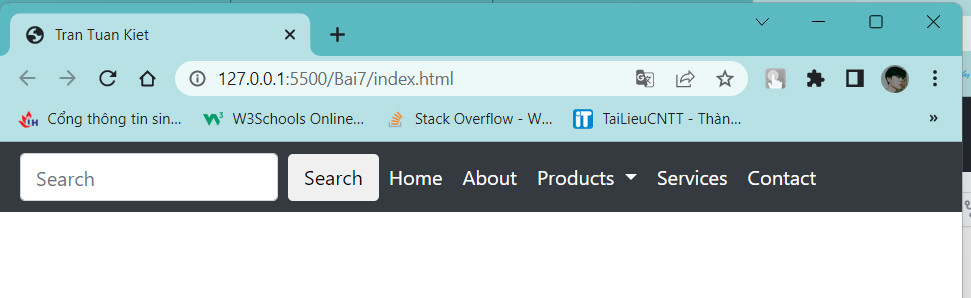 Tran Tuan Kiet
127.0.0.1:5500/Bai7/index.html
Cổng thông tin sin... W3Schools Online... Stack Overflow - W... iT TaiLieuCNTT - Thàn... »
Search Search Home About Products Services Contact